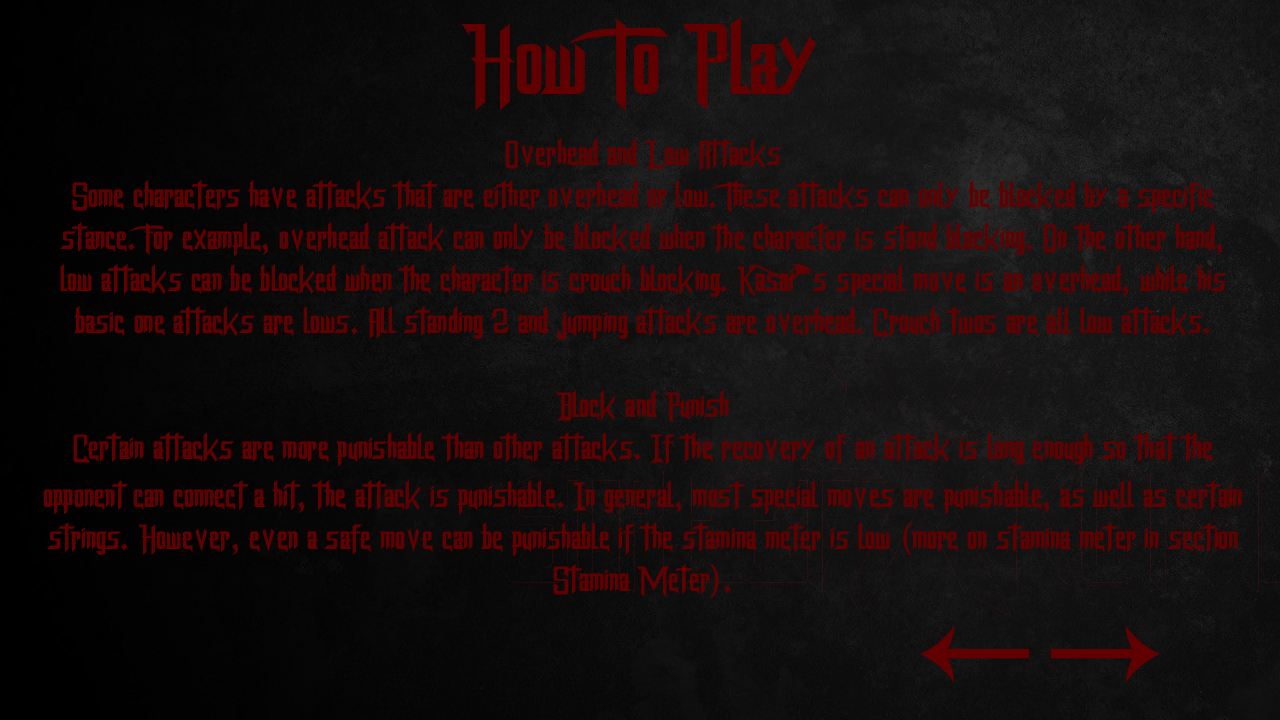 How To Play
Overhead and Low Attacks
Some characters have attacks that are either overhead or low. These attacks can only be blocked by a specific
stance. For example, overhead attack can only be blocked when the character is stand blocking. On the other hand,
low attacks can be blocked when the character is crouch blocking. Kasar's special move is an overhead, while his
basic one attacks are lows. All standing 2 and jumping attacks are overhead. Crouch twos are all low attacks.
Block and Punish
Certain attacks are more punishable than other attacks. If the recovery of an attack is long enough so that the
opponent can connect a hit, the attack is punishable. In general, most special moves are punishable, as well as certain
strings. However, even a safe move can be punishable if the stamina meter is low (more on stamina meter in section
Stamina Meter).